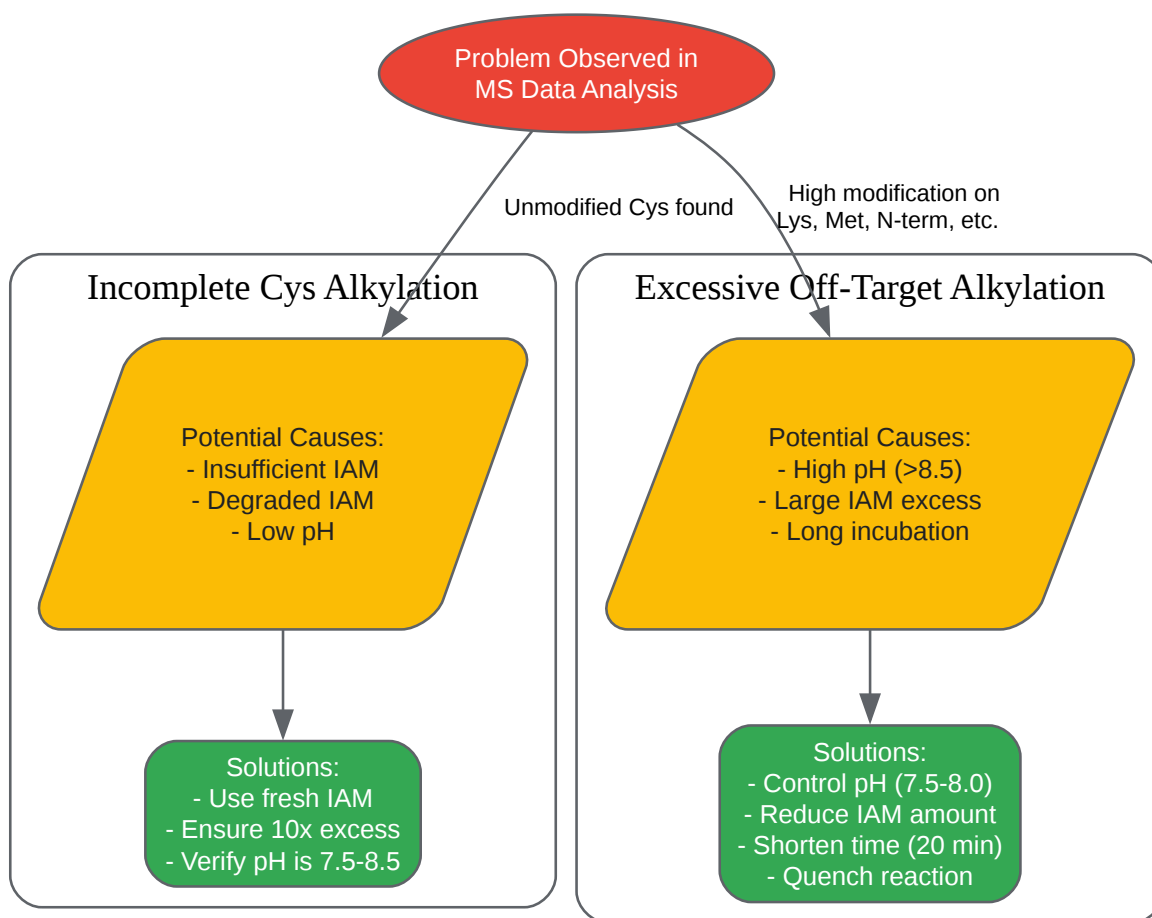 Problem Observed in
MS Data Analysis
Unmodified Cys found
High modification on
Lys, Met, N-term, etc.
Incomplete Cys Alkylation
Potential Causes:
- Insufficient IAM
- Degraded IAM
- Low pH
Solutions:
- Use fresh IAM
- Ensure 10x excess
- Verify pH is 7.5-8.5
Excessive Off-Target Alkylation
Potential Causes:
- High pH (>8.5)
- Large IAM excess
- Long incubation
Solutions:
- Control pH (7.5-8.0)
- Reduce IAM amount
- Shorten time (20 min)
- Quench reaction